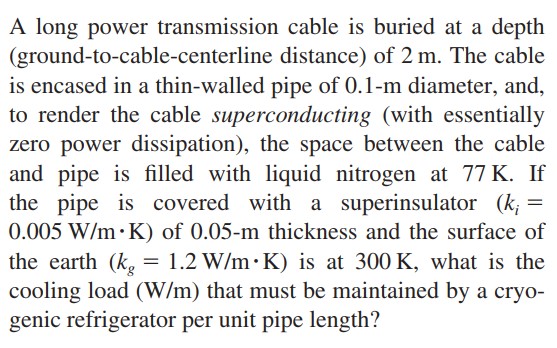 A long power transmission cable is buried at a depth
(ground-to-cable-centerline distance) of 2 m. The cable
is encased in a thin-walled pipe of 0.1-m diameter, and,
to render the cable superconducting (with essentially
zero power dissipation), the space between the cable
and pipe is filled with liquid nitrogen at 77 K. If
the pipe is covered with a superinsulator (kᵢ =
0.005 W/m·K) of 0.05-m thickness and the surface of
the earth (k_g = 1.2 W/m·K) is at 300 K, what is the
cooling load (W/m) that must be maintained by a cryo-
genic refrigerator per unit pipe length?